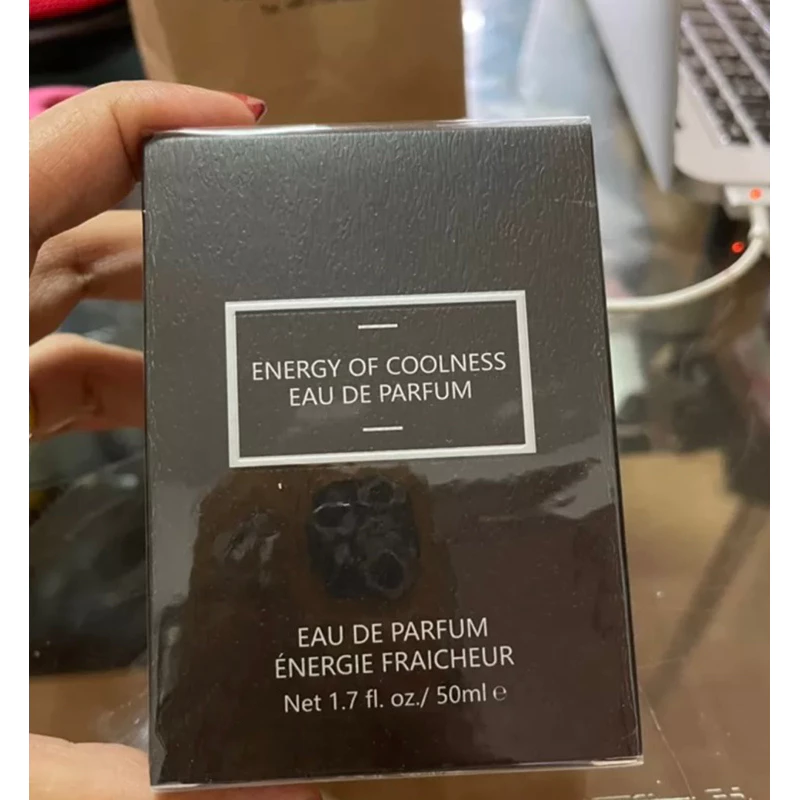 ENERGY OF COOLNESS
EAU DE PARFUM
EAU DE PARFUM
ÉNERGIE FRAICHEUR
Net 1.7 fl. oz./ 50ml ℮